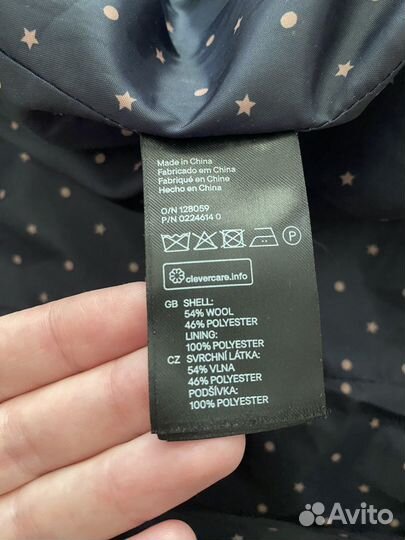 Made in China
Fabricado em China
Fabriqué en Chine
Hecho en China
O/N 128059
P/N 0224614 0
P
clevercare.info
GB SHELL:
54% WOOL
46% POLYESTER
LINING:
100% POLYESTER
CZ SVRCHNÍ LÁTKA:
54% VLNA
46% POLYESTER
PODŠÍVKA:
100% POLYESTER
Avito